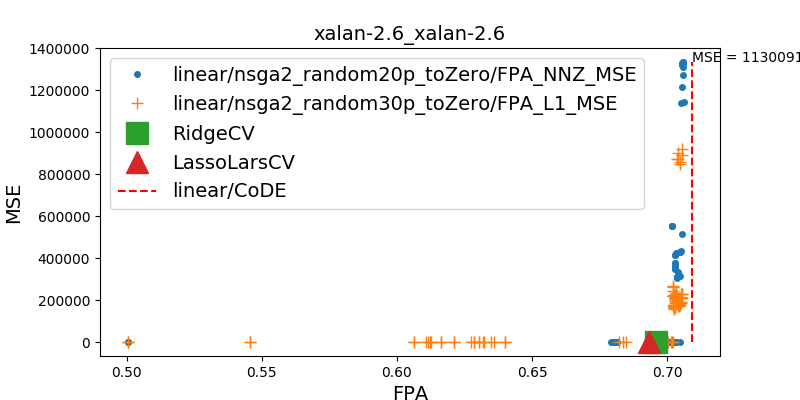 xalan-2.6_xalan-2.6
1400000
1200000
1000000
800000
600000
400000
200000
0
MSE
linear/nsga2_random20p_toZero/FPA_NNZ_MSE
linear/nsga2_random30p_toZero/FPA_L1_MSE
RidgeCV
LassoLarsCV
linear/CoDE
MSE = 1130091
0.50 0.55 0.60 0.65 0.70
FPA